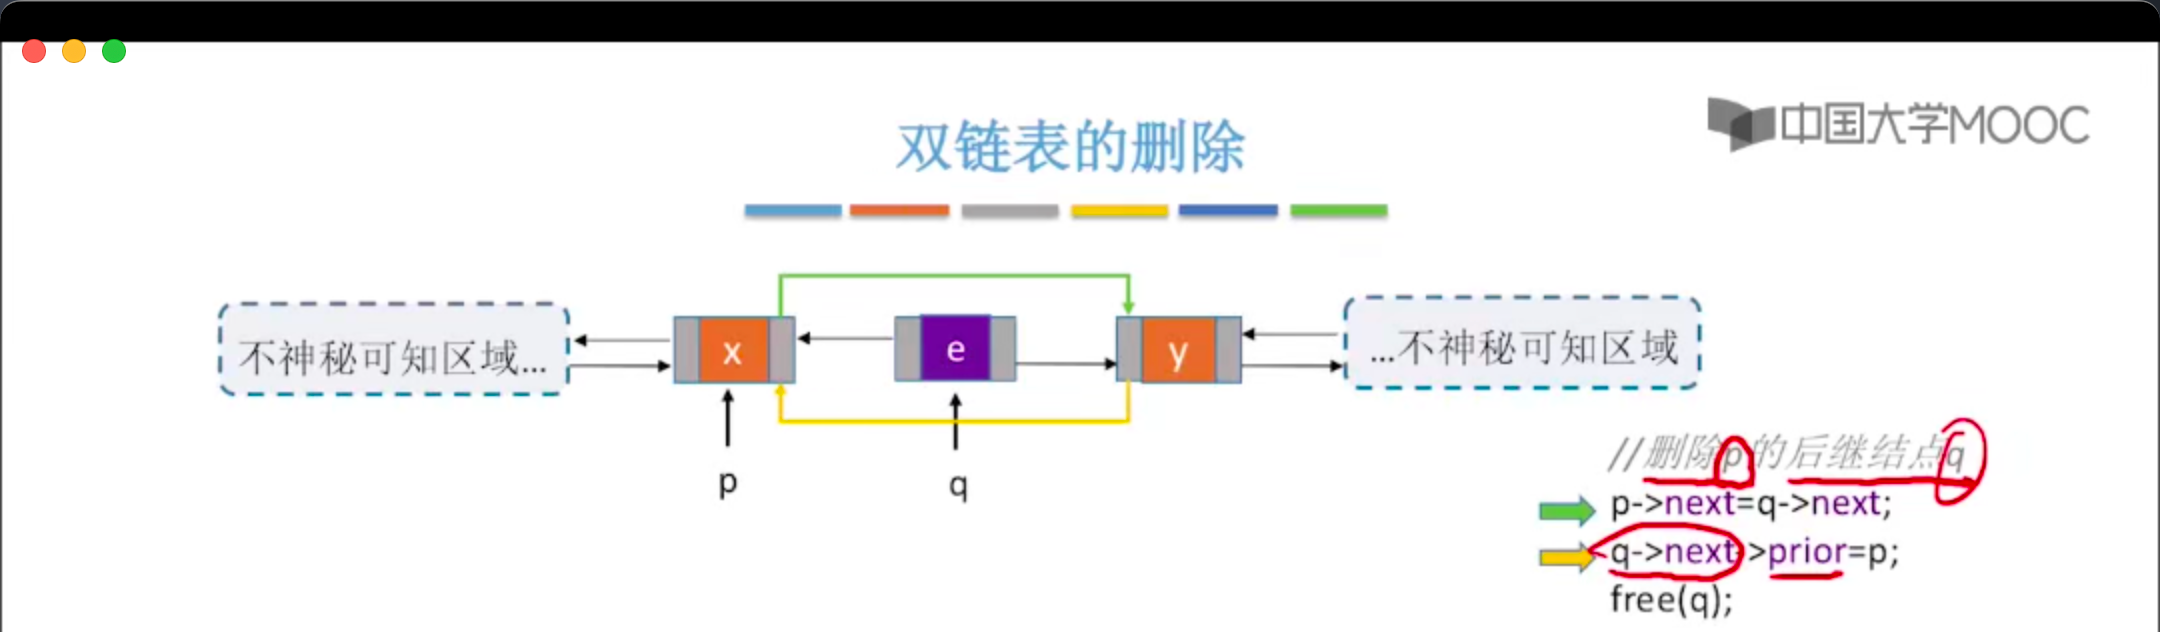 中国大学MOOC
双链表的删除
不神秘可知区域...
x
e
y
...不神秘可知区域
p
q
//删除p的后继结点q
p->next=q->next;
q->next->prior=p;
free(q);